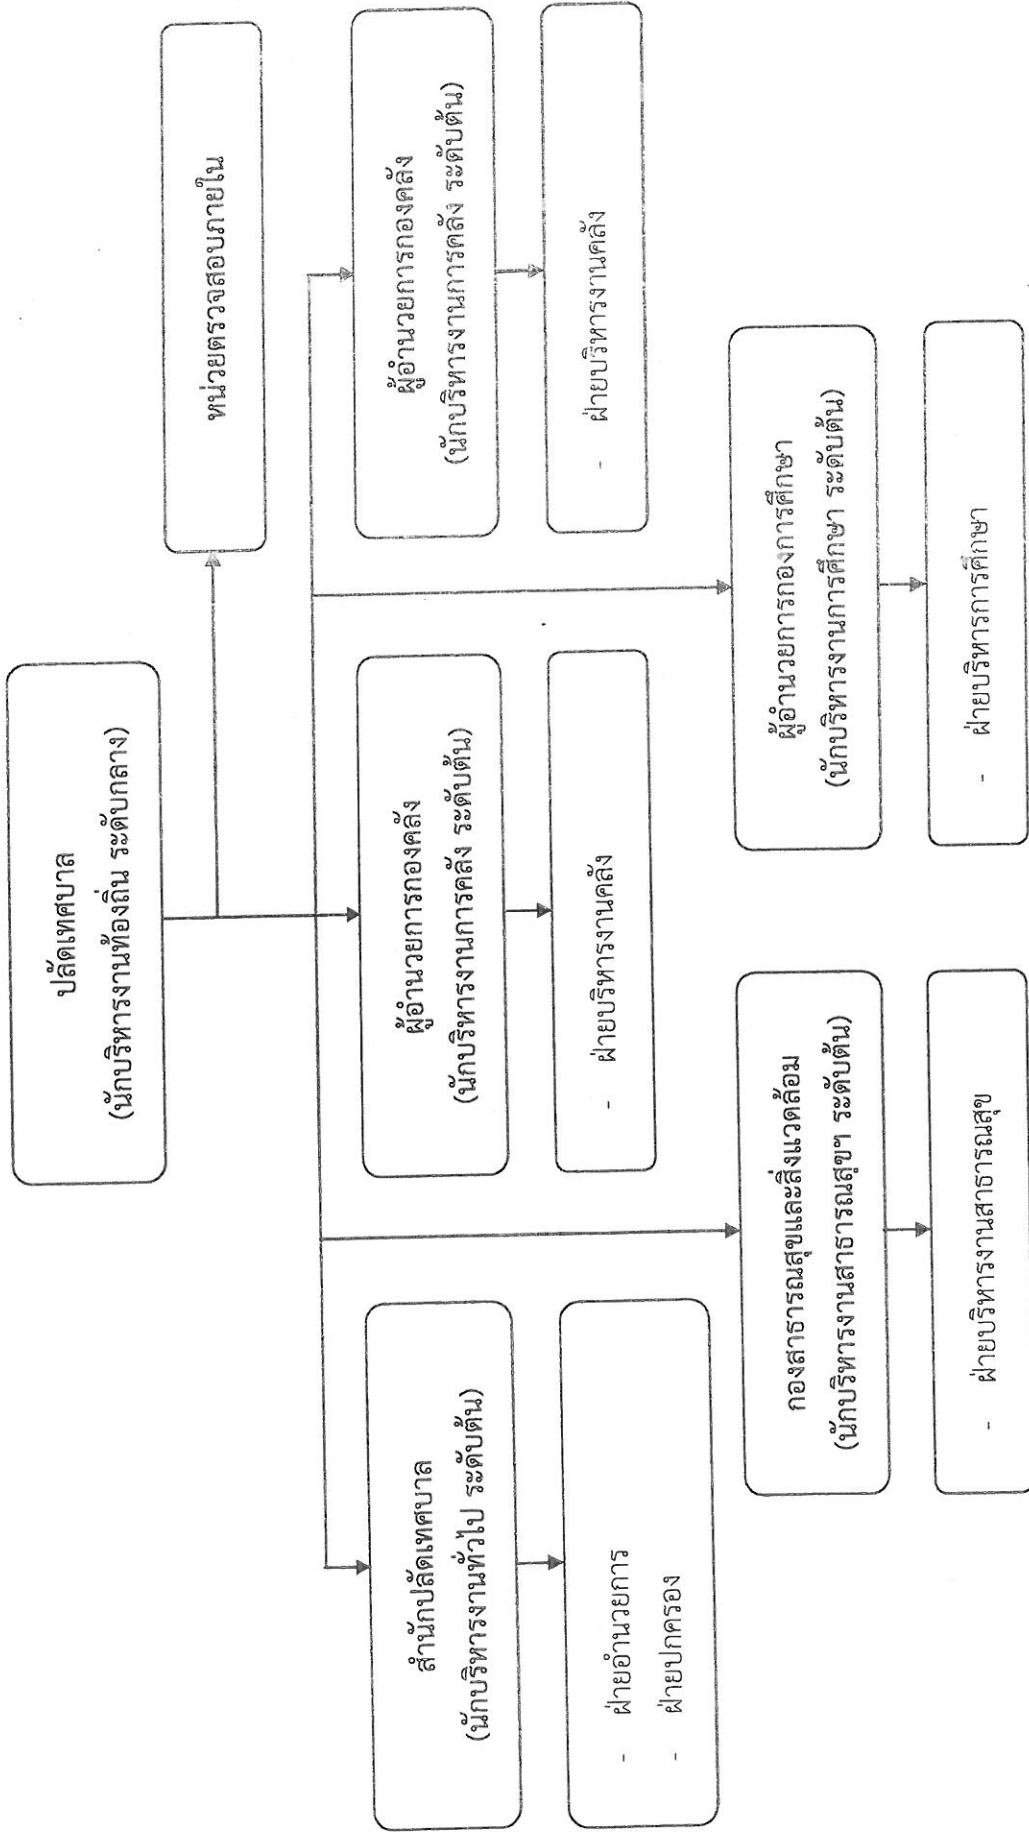 ปลัดเทศบาล
(นักบริหารงานท้องถิ่น ระดับกลาง)
หน่วยตรวจสอบภายใน
สำนักปลัดเทศบาล
(นักบริหารงานทั่วไป ระดับต้น)
- ฝ่ายอำนวยการ
- ฝ่ายปกครอง
ผู้อำนวยการกองคลัง
(นักบริหารงานการคลัง ระดับต้น)
- ฝ่ายบริหารงานคลัง
ผู้อำนวยการกองคลัง
(นักบริหารงานการคลัง ระดับต้น)
- ฝ่ายบริหารงานคลัง
กองสาธารณสุขและสิ่งแวดล้อม
(นักบริหารงานสาธารณสุขฯ ระดับต้น)
- ฝ่ายบริหารงานสาธารณสุข
ผู้อำนวยการกองการศึกษา
(นักบริหารงานการศึกษา ระดับต้น)
- ฝ่ายบริหารการศึกษา